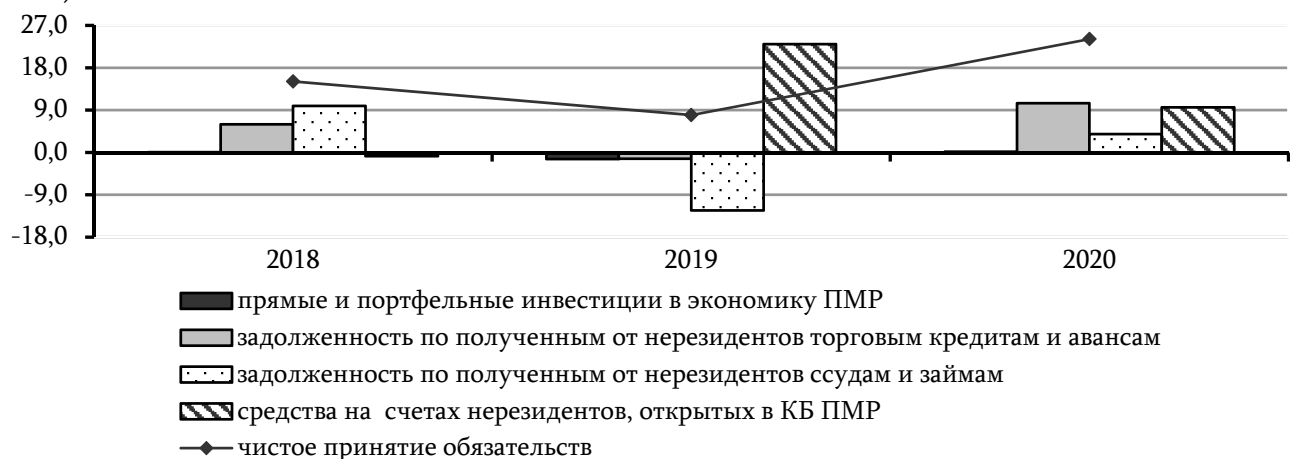 27,0
18,0
9,0
0,0
-9,0
-18,0
2018 2019 2020
прямые и портфельные инвестиции в экономику ПМР
задолженность по полученным от нерезидентов торговым кредитам и авансам
задолженность по полученным от нерезидентов ссудам и займам
средства на счетах нерезидентов, открытых в КБ ПМР
чистое принятие обязательств